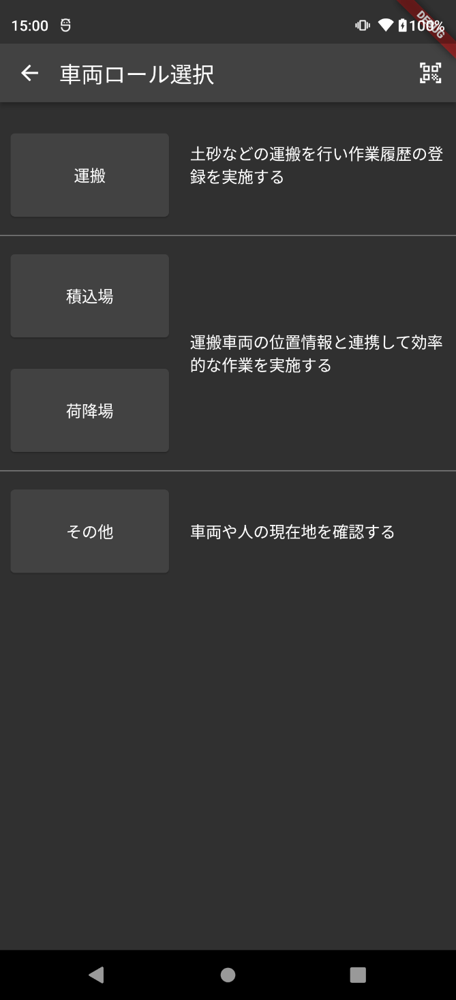 15:00
100%
DEBUG
車両ロール選択
運搬
土砂などの運搬を行い作業履歴の登
録を実施する
積込場
運搬車両の位置情報と連携して効率
的な作業を実施する
荷降場
その他
車両や人の現在地を確認する